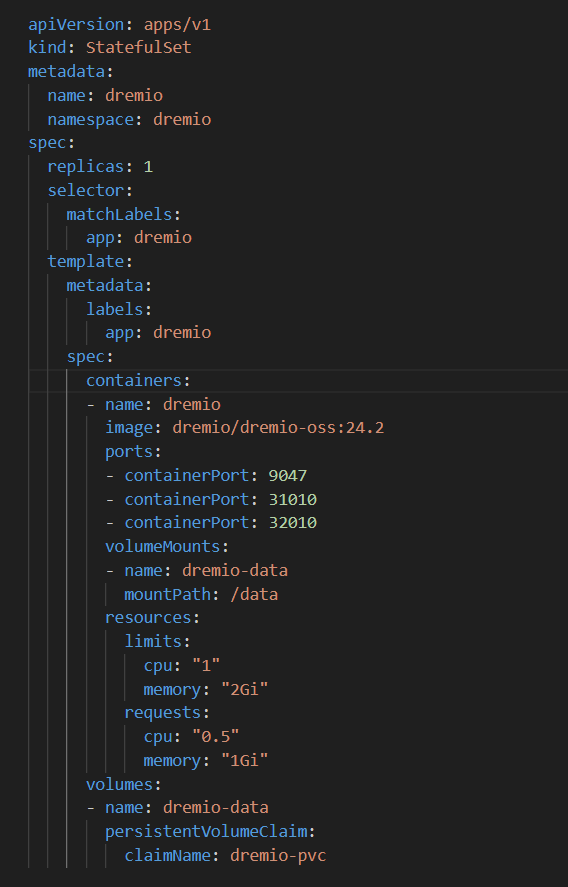 apiVersion: apps/v1
kind: StatefulSet
metadata:
  name: dremio
  namespace: dremio
spec:
  replicas: 1
  selector:
    matchLabels:
      app: dremio
  template:
    metadata:
      labels:
        app: dremio
    spec:
      containers:
      - name: dremio
        image: dremio/dremio-oss:24.2
        ports:
        - containerPort: 9047
        - containerPort: 31010
        - containerPort: 32010
        volumeMounts:
        - name: dremio-data
          mountPath: /data
        resources:
          limits:
            cpu: "1"
            memory: "2Gi"
          requests:
            cpu: "0.5"
            memory: "1Gi"
      volumes:
      - name: dremio-data
        persistentVolumeClaim:
          claimName: dremio-pvc